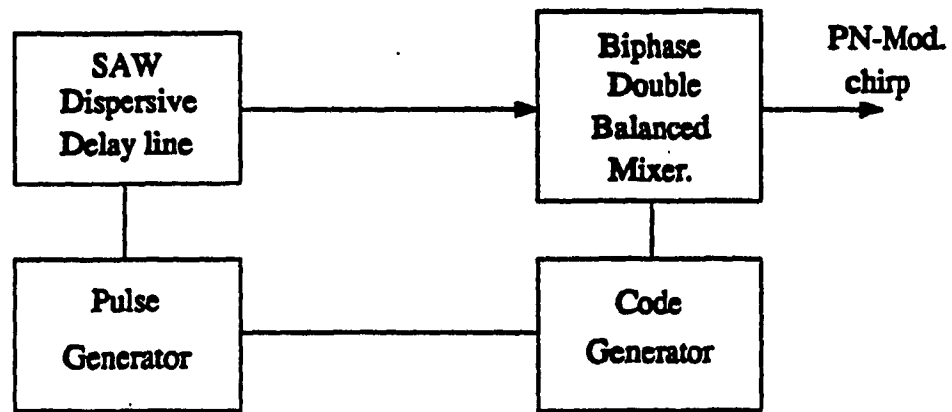 SAW
Dispersive
Delay line
Biphase
Double
Balanced
Mixer.
PN-Mod.
chirp
Pulse
Generator
Code
Generator